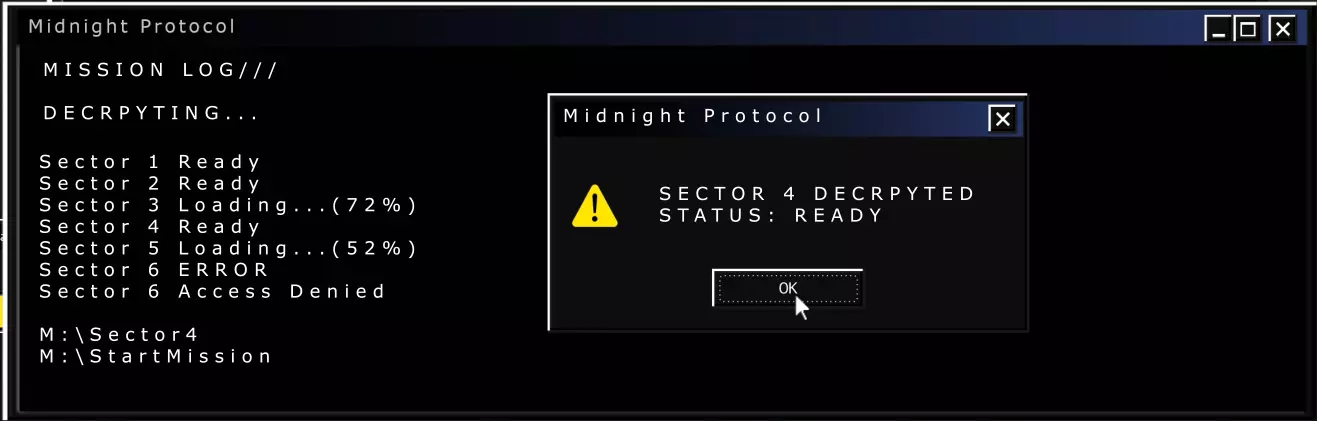 Midnight Protocol
MISSION LOG///
DECRPYTING...
Sector 1 Ready
Sector 2 Ready
Sector 3 Loading...(72%)
Sector 4 Ready
Sector 5 Loading...(52%)
Sector 6 ERROR
Sector 6 Access Denied
M:\Sector4
M:\StartMission
Midnight Protocol
SECTOR 4 DECRPYTED
STATUS: READY
OK